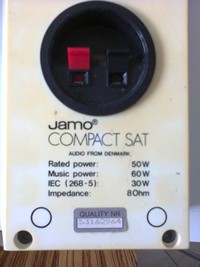 Jamo®
COMPACT SAT
AUDIO FROM DENMARK
Rated power: 50W
Music power: 60W
IEC (268-5): 30W
Impedance: 8Ohm
QUALITY NR
53162964